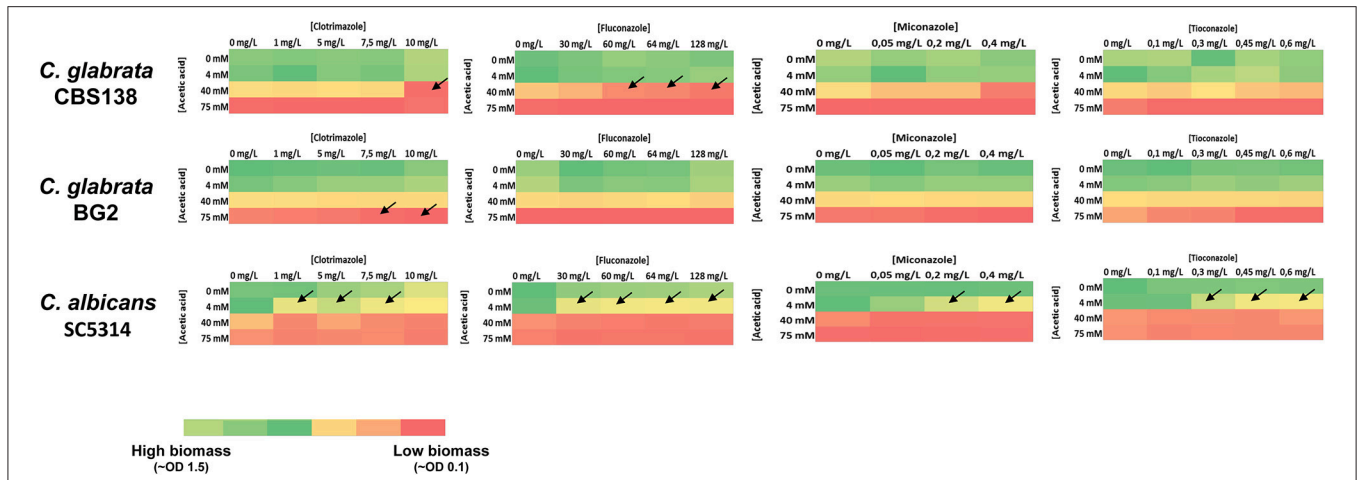 [Clotrimazole] [Fluconazole] [Miconazole] [Tioconazole]
0 mg/L 1 mg/L 5 mg/L 7,5 mg/L 10 mg/L 0 mg/L 30 mg/L 60 mg/L 64 mg/L 128 mg/L 0 mg/L 0,05 mg/L 0,2 mg/L 0,4 mg/L 0 mg/L 0,1 mg/L 0,3 mg/L 0,45 mg/L 0,6 mg/L
C. glabrata
CBS138
[Acetic acid] [Acetic acid] [Acetic acid] [Acetic acid]
0 mM 0 mM 0 mM 0 mM
4 mM 4 mM 4 mM 4 mM
40 mM 40 mM 40 mM 40 mM
75 mM 75 mM 75 mM 75 mM
[Clotrimazole] [Fluconazole] [Miconazole] [Tioconazole]
0 mg/L 1 mg/L 5 mg/L 7,5 mg/L 10 mg/L 0 mg/L 30 mg/L 60 mg/L 64 mg/L 128 mg/L 0 mg/L 0,05 mg/L 0,2 mg/L 0,4 mg/L 0 mg/L 0,1 mg/L 0,3 mg/L 0,45 mg/L 0,6 mg/L
C. glabrata
BG2
[Acetic acid] [Acetic acid] [Acetic acid] [Acetic acid]
0 mM 0 mM 0 mM 0 mM
4 mM 4 mM 4 mM 4 mM
40 mM 40 mM 40 mM 40 mM
75 mM 75 mM 75 mM 75 mM
[Clotrimazole] [Fluconazole] [Miconazole] [Tioconazole]
0 mg/L 1 mg/L 5 mg/L 7,5 mg/L 10 mg/L 0 mg/L 30 mg/L 60 mg/L 64 mg/L 128 mg/L 0 mg/L 0,05 mg/L 0,2 mg/L 0,4 mg/L 0 mg/L 0,1 mg/L 0,3 mg/L 0,45 mg/L 0,6 mg/L
C. albicans
SC5314
[Acetic acid] [Acetic acid] [Acetic acid] [Acetic acid]
0 mM 0 mM 0 mM 0 mM
4 mM 4 mM 4 mM 4 mM
40 mM 40 mM 40 mM 40 mM
75 mM 75 mM 75 mM 75 mM
High biomass Low biomass
(~OD 1.5) (~OD 0.1)